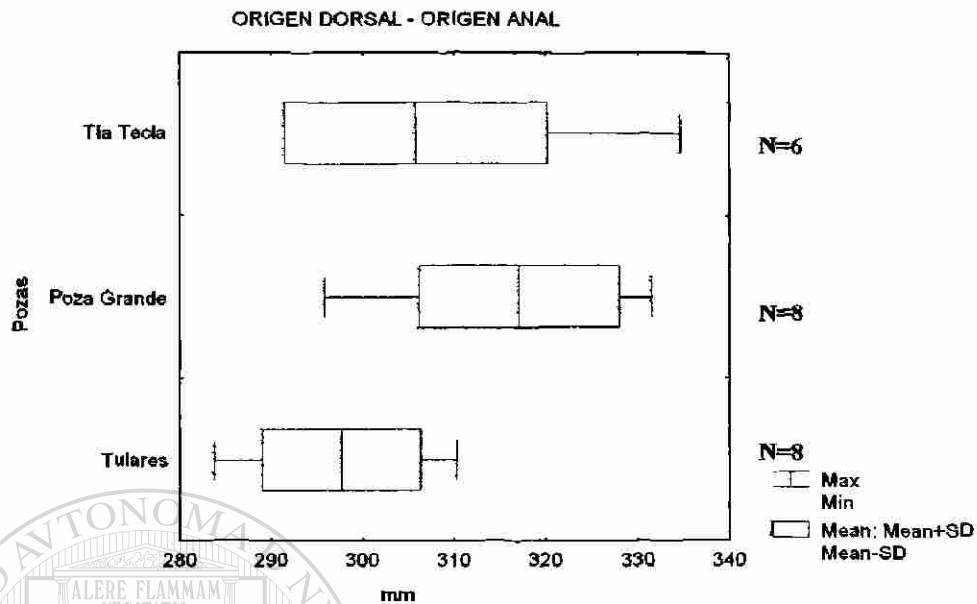 ORIGEN DORSAL - ORIGEN ANAL
Tia Tecla
N=6
Poza Grande
N=8
Pozas
Tulares
N=8
Max
Min
Mean; Mean+SD
Mean-SD
280 290 300 310 320 330 340
mm
AVTONOMA
ALERE FLAMMAM